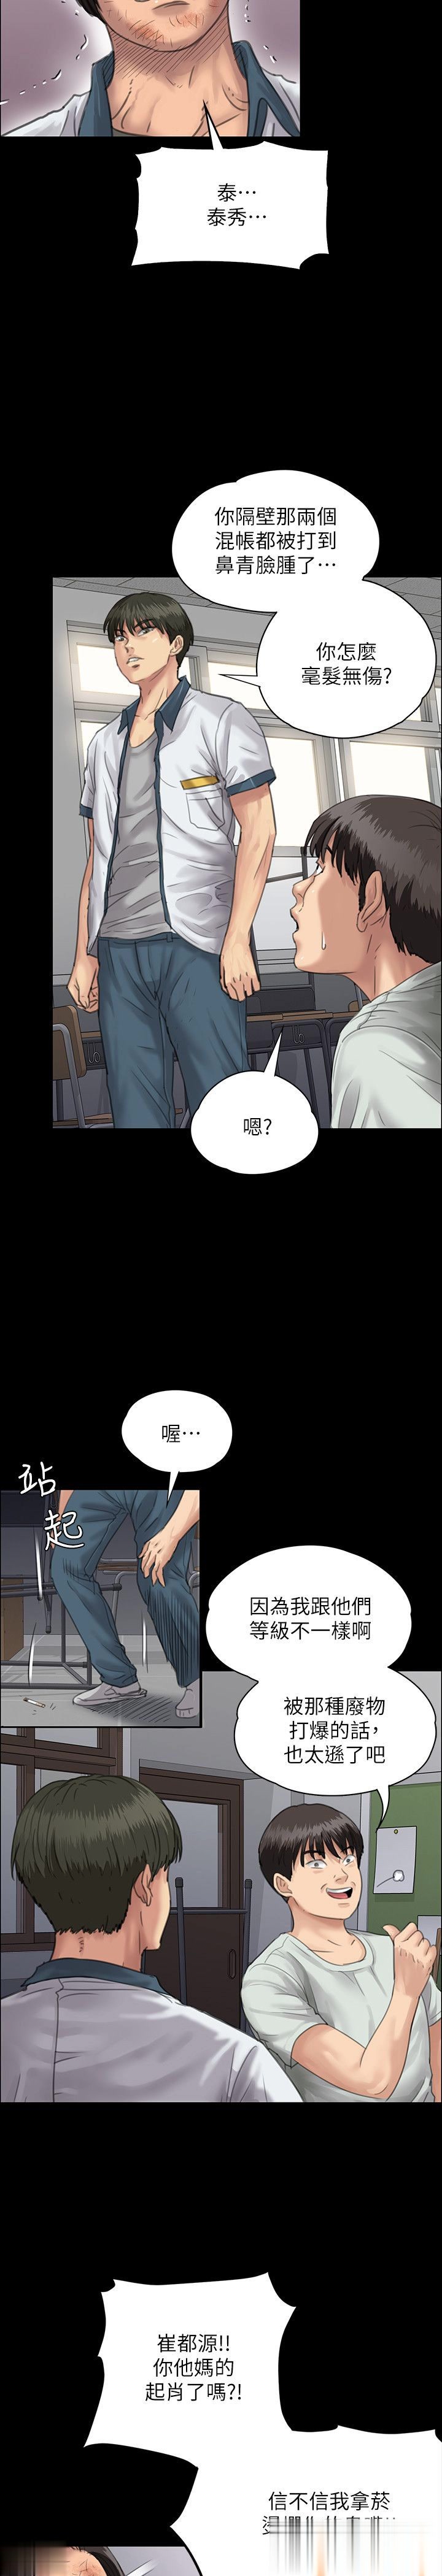 泰…
泰秀…
你隔壁那兩個
混帳都被打到
鼻青臉腫了…
你怎麼
毫髮無傷?
嗯?
喔…
站起
因為我跟他們
等級不一樣啊
被那種廢物
打爆的話,
也太遜了吧
崔都源!!
你他媽的
起肖了嗎?!
信不信我拿菸